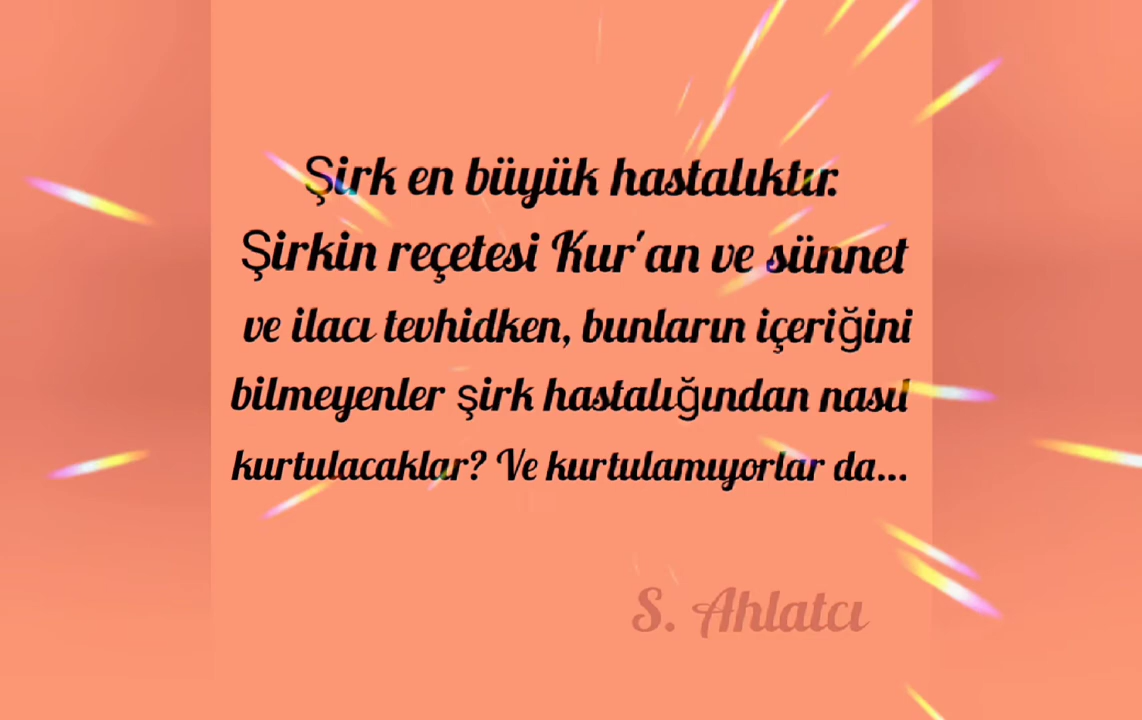 Şirk en büyük hastalıktır.
Şirkin reçetesi Kur'an ve sünnet
ve ilacı tevhidken, bunların içeriğini
bilmeyenler şirk hastalığından nasıl
kurtulacaklar? Ve kurtulamıyorlar da...
S. Ahlatcı